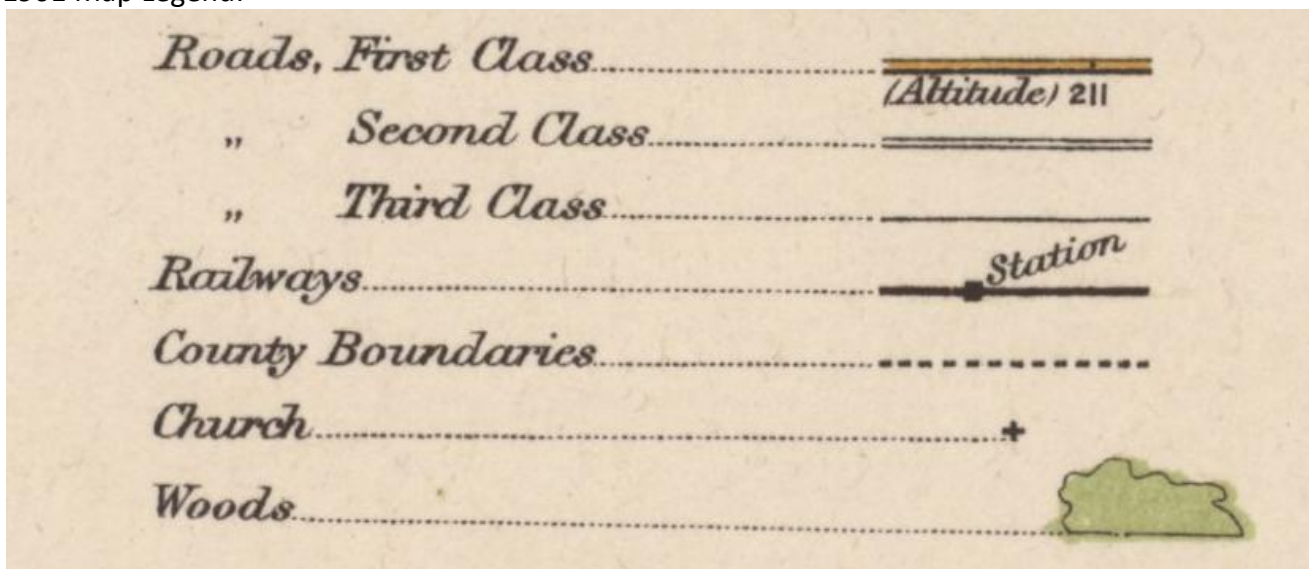 Roads, First Class
(Altitude) 211
„ Second Class
„ Third Class
Railways
Station
County Boundaries
Church
Woods